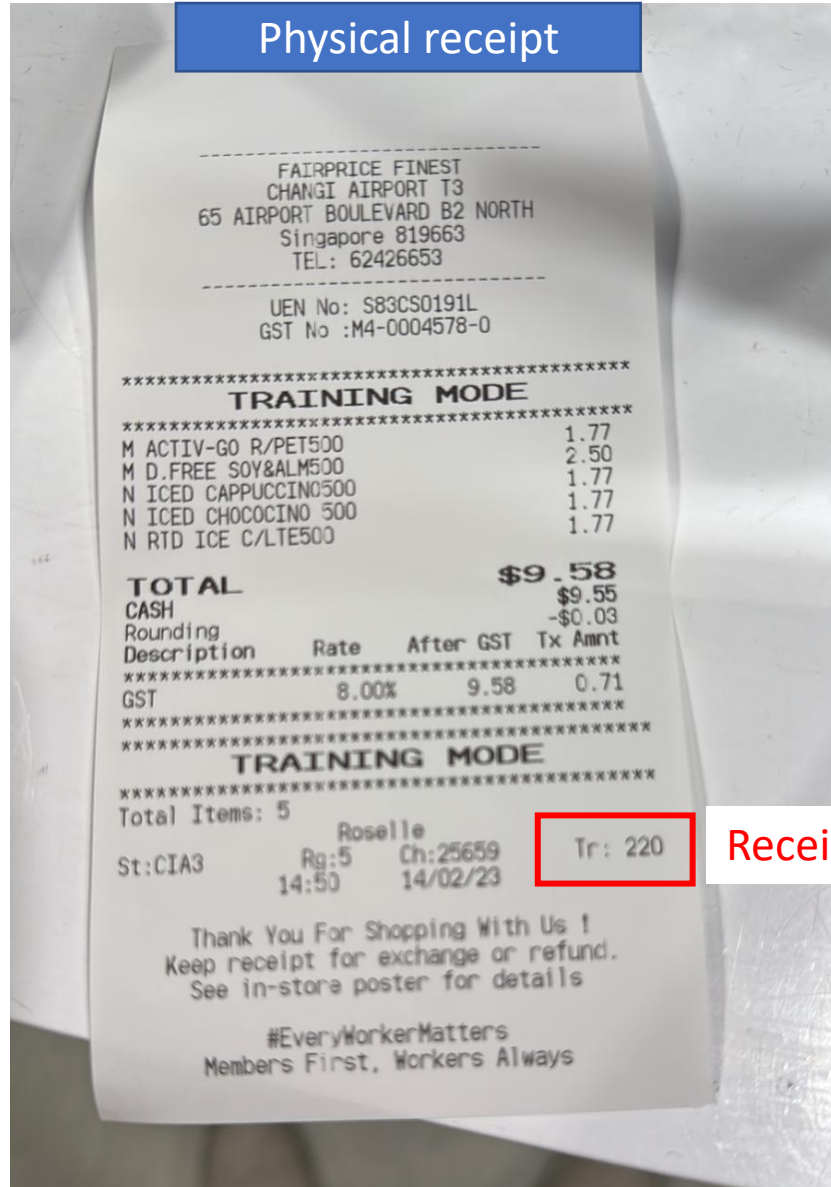 Physical receipt
------------------------------
FAIRPRICE FINEST
CHANGI AIRPORT T3
65 AIRPORT BOULEVARD B2 NORTH
Singapore 819663
TEL: 62426653
------------------------------
UEN No: S83CS0191L
GST No :M4-0004578-0
*******************************************
TRAINING MODE
*******************************************
M ACTIV-GO R/PET500 1.77
M D.FREE SOY&ALM500 2.50
N ICED CAPPUCCINO500 1.77
N ICED CHOCOCINO 500 1.77
N RTD ICE C/LTE500 1.77
TOTAL $9.58
CASH $9.55
Rounding -$0.03
Description Rate After GST Tx Amnt
*******************************************
GST 8.00% 9.58 0.71
*******************************************
*******************************************
TRAINING MODE
*******************************************
Total Items: 5
Roselle
St:CIA3 Rg:5 Ch:25659 Tr: 220
14:50 14/02/23
Recei
Thank You For Shopping With Us !
Keep receipt for exchange or refund.
See in-store poster for details
#EveryWorkerMatters
Members First, Workers Always